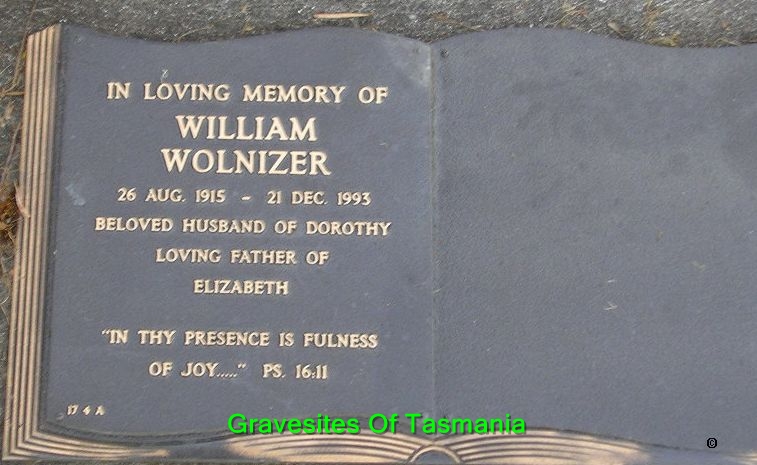 IN LOVING MEMORY OF
WILLIAM
WOLNIZER
26 AUG. 1915 - 21 DEC. 1993
BELOVED HUSBAND OF DOROTHY
LOVING FATHER OF
ELIZABETH
"IN THY PRESENCE IS FULNESS
OF JOY....." PS. 16:11
17 4 A
Gravesites Of Tasmania
©